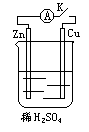 A K
Zn Cu
稀H₂SO₄